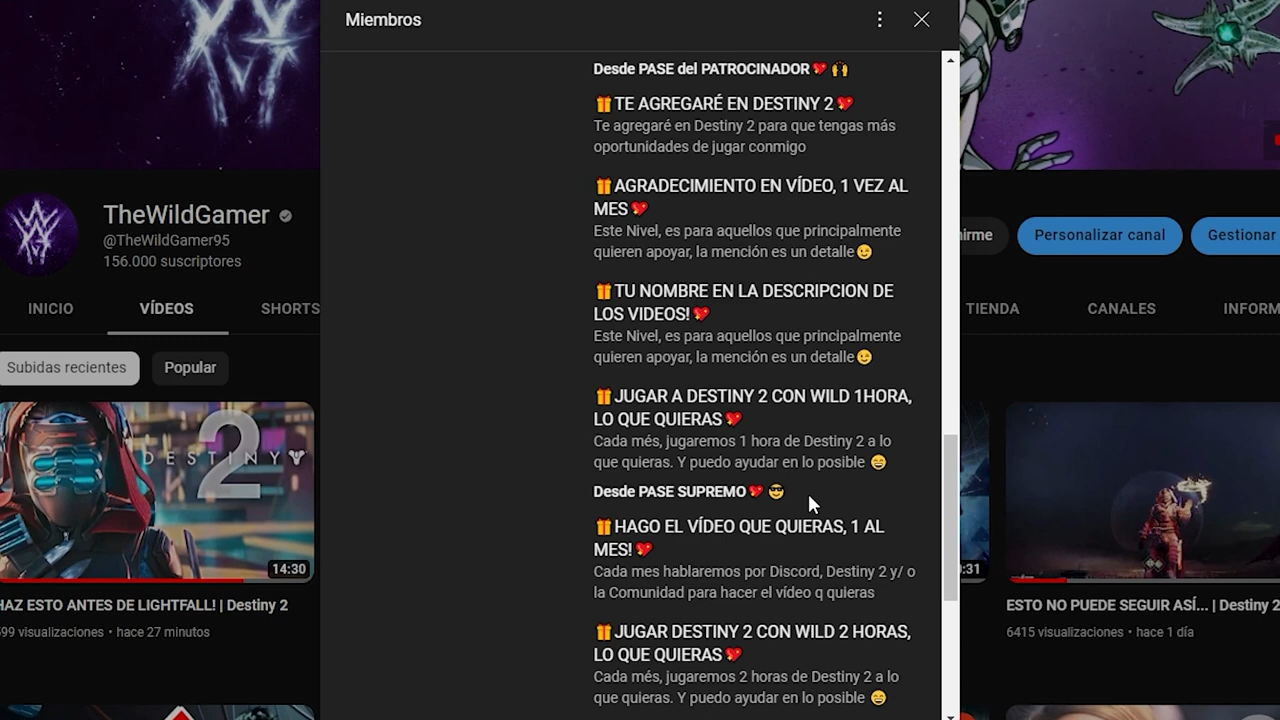 Miembros
Desde PASE del PATROCINADOR💖🙌
🎁TE AGREGARÉ EN DESTINY 2💖
Te agregaré en Destiny 2 para que tengas más
oportunidades de jugar conmigo
🎁AGRADECIMIENTO EN VÍDEO, 1 VEZ AL
MES💖
Este Nivel, es para aquellos que principalmente
quieren apoyar, la mención es un detalle😉
🎁TU NOMBRE EN LA DESCRIPCION DE
LOS VIDEOS!💖
Este Nivel, es para aquellos que principalmente
quieren apoyar, la mención es un detalle😉
🎁JUGAR A DESTINY 2 CON WILD 1HORA,
LO QUE QUIERAS💖
Cada més, jugaremos 1 hora de Destiny 2 a lo
que quieras. Y puedo ayudar en lo posible 😄
Desde PASE SUPREMO💖 😎
🎁HAGO EL VÍDEO QUE QUIERAS, 1 AL
MES!💖
Cada mes hablaremos por Discord, Destiny 2 y/ o
la Comunidad para hacer el vídeo q quieras
🎁JUGAR DESTINY 2 CON WILD 2 HORAS,
LO QUE QUIERAS💖
Cada més, jugaremos 2 horas de Destiny 2 a lo
que quieras. Y puedo ayudar en lo posible 😄
TheWildGamer
@TheWildGamer95
156.000 suscriptores
irme
Personalizar canal
Gestionar
INICIO
VÍDEOS
SHORTS
TIENDA
CANALES
INFORM
Subidas recientes
Popular
DESTINY 2
14:30
HAZ ESTO ANTES DE LIGHTFALL! | Destiny 2
599 visualizaciones • hace 27 minutos
:31
ESTO NO PUEDE SEGUIR ASÍ... | Destiny 2
6415 visualizaciones • hace 1 día